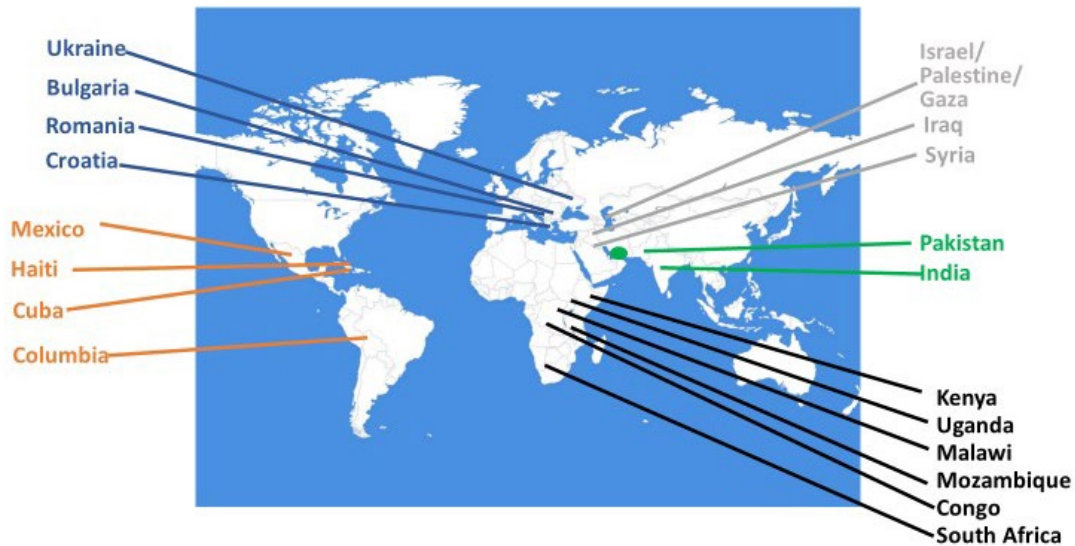 Ukraine
Bulgaria
Romania
Croatia
Mexico
Haiti
Cuba
Columbia
Israel/
Palestine/
Gaza
Iraq
Syria
Pakistan
India
Kenya
Uganda
Malawi
Mozambique
Congo
South Africa